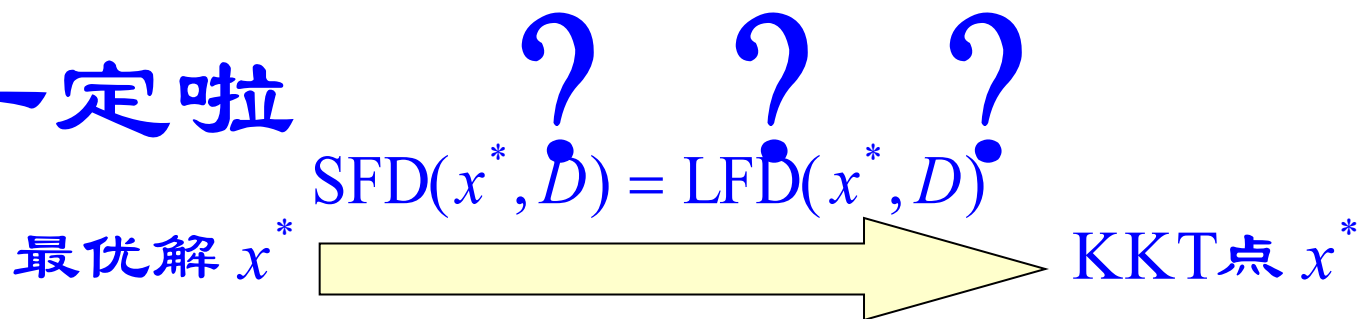 ? ? ?
一定啦
SFD(x*, D) = LFD(x*, D)
最优解 x*
KKT点 x*